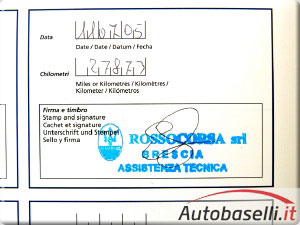 Data
Date / Date / Datum / Fecha
Chilometri
Miles or Kilometres / Kilomètres /
Kilometer / Kilómetros
Firma e timbro
Stamp and signature
Cachet et signature
Unterschrift und Stempel
Sello y firma
ROSSOCORSA srl
BRESCIA
ASSISTENZA TECNICA
Autobaselli.it